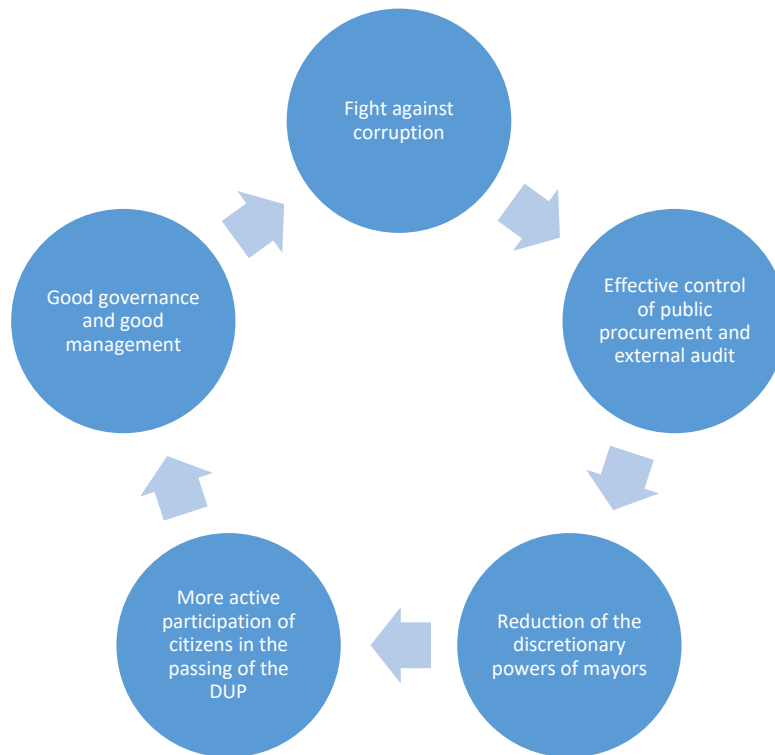 Fight against
corruption
Effective control
of public
procurement and
external audit
Reduction of the
discretionary
powers of mayors
More active
participation of
citizens in the
passing of the
DUP
Good governance
and good
management